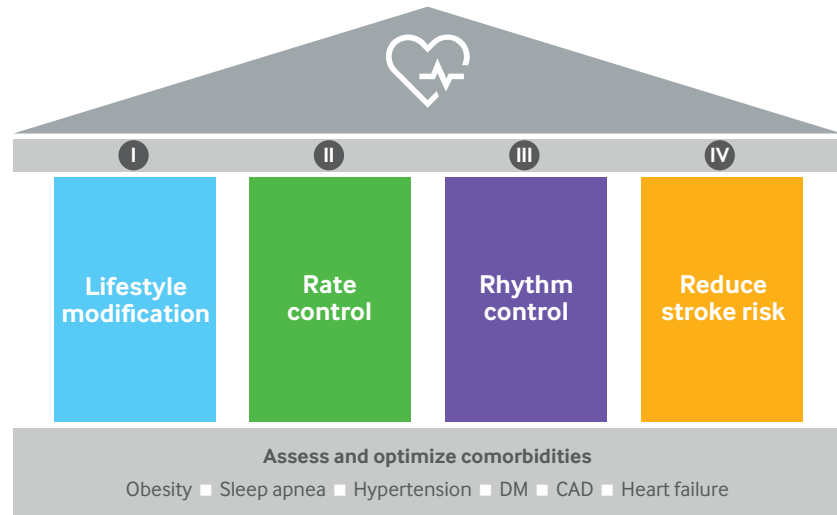 I
II
III
IV
Lifestyle
modification
Rate
control
Rhythm
control
Reduce
stroke risk
Assess and optimize comorbidities
Obesity ■ Sleep apnea ■ Hypertension ■ DM ■ CAD ■ Heart failure